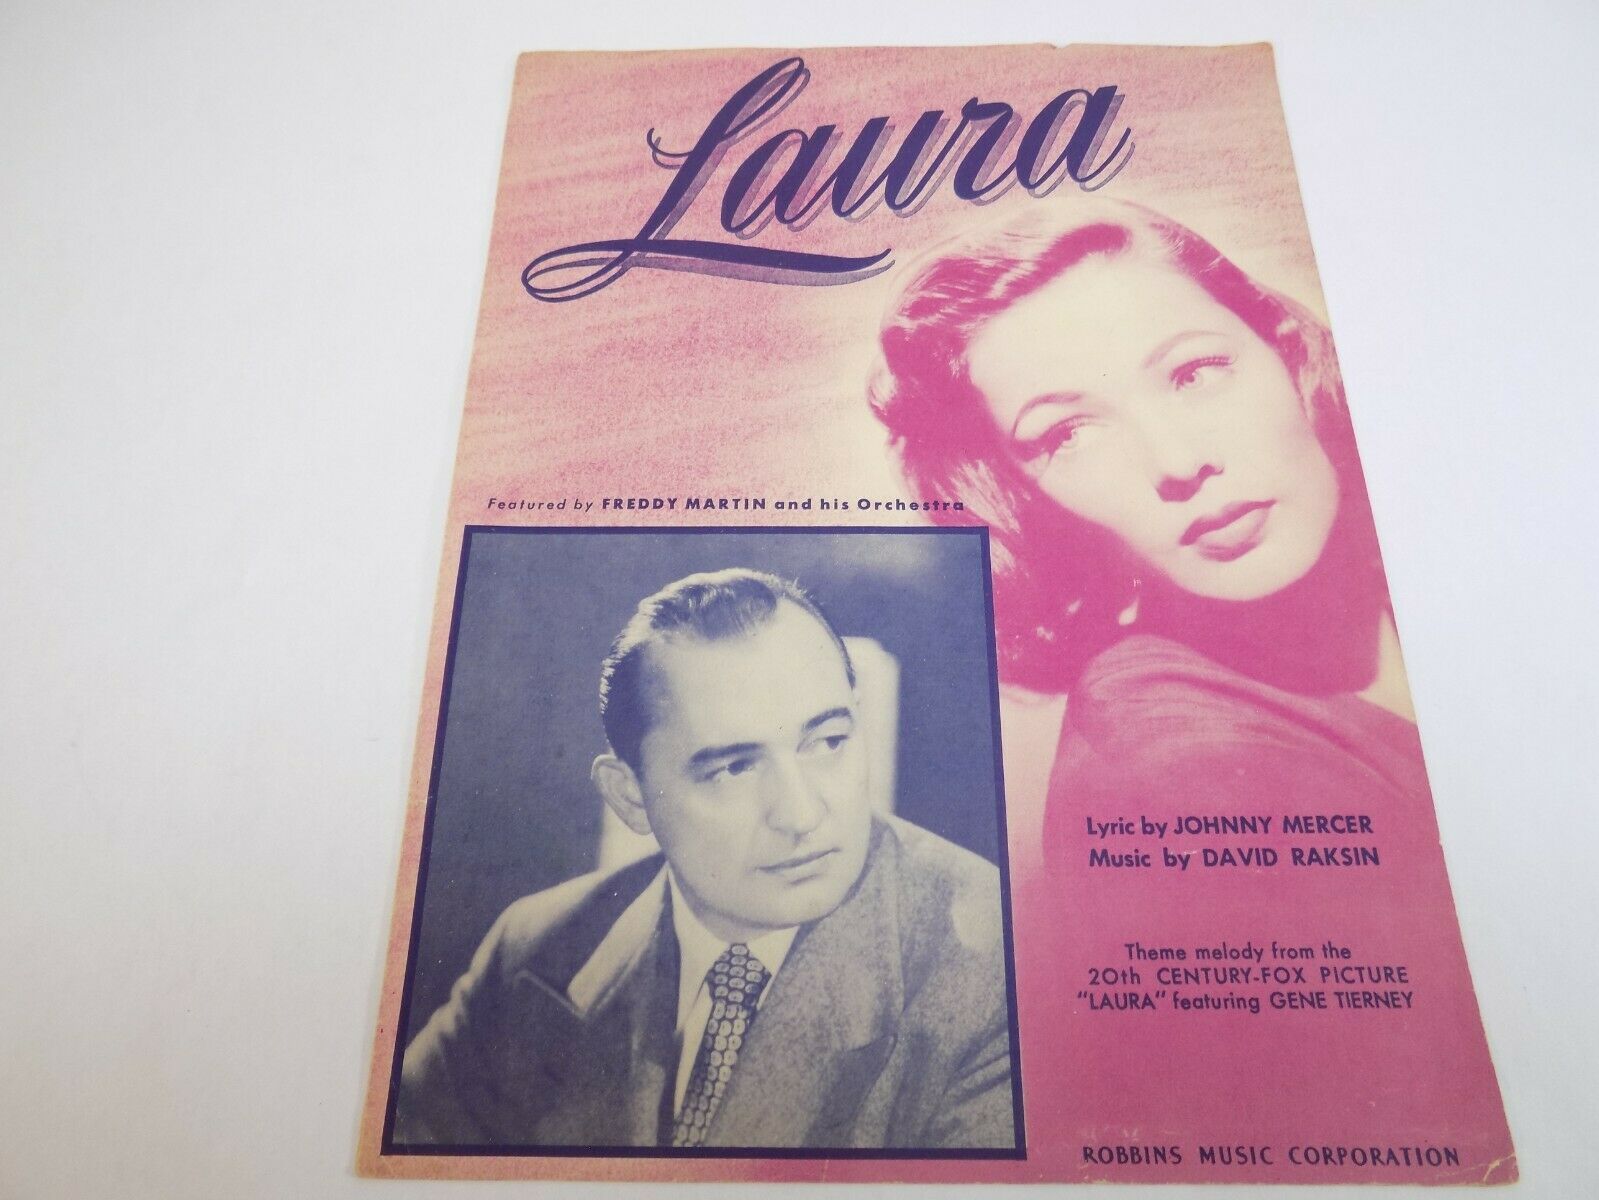 Laura
Featured by FREDDY MARTIN and his Orchestra
Lyric by JOHNNY MERCER
Music by DAVID RAKSIN
Theme melody from the
20th CENTURY-FOX PICTURE
"LAURA" featuring GENE TIERNEY
ROBBINS MUSIC CORPORATION